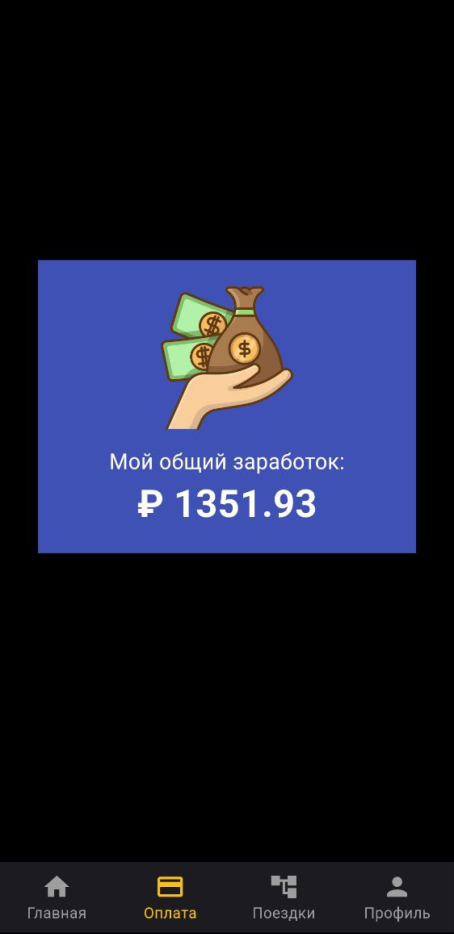 Мой общий заработок:
₽ 1351.93
Главная
Оплата
Поездки
Профиль